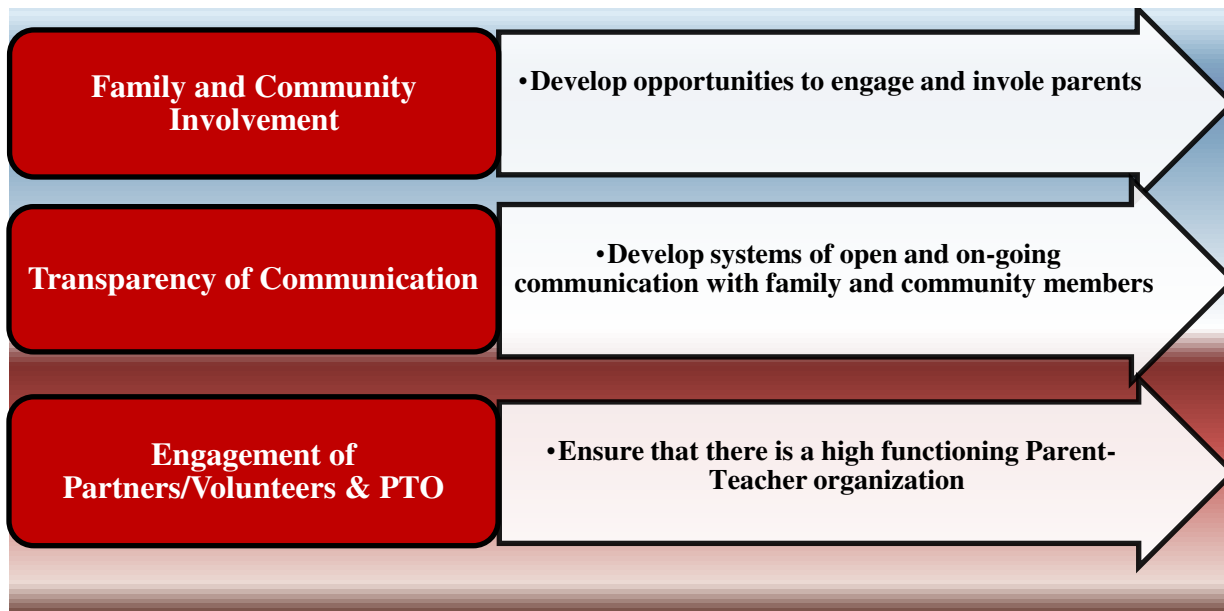 Family and Community
Involvement
•Develop opportunities to engage and invole parents
Transparency of Communication
•Develop systems of open and on-going
communication with family and community members
Engagement of
Partners/Volunteers & PTO
•Ensure that there is a high functioning Parent-
Teacher organization